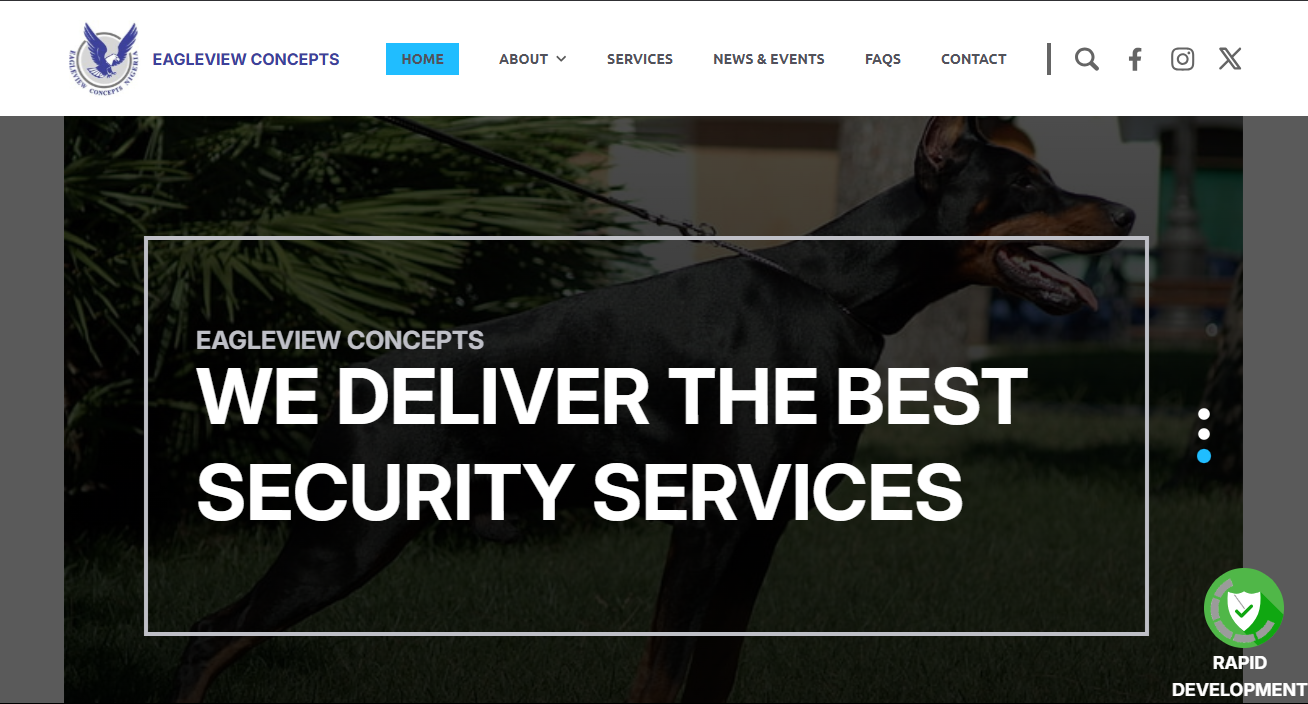 EAGLEVIEW CONCEPTS NIGERIA
EAGLEVIEW CONCEPTS
HOME
ABOUT
SERVICES
NEWS & EVENTS
FAQS
CONTACT
EAGLEVIEW CONCEPTS
WE DELIVER THE BEST
SECURITY SERVICES
RAPID
DEVELOPMENT